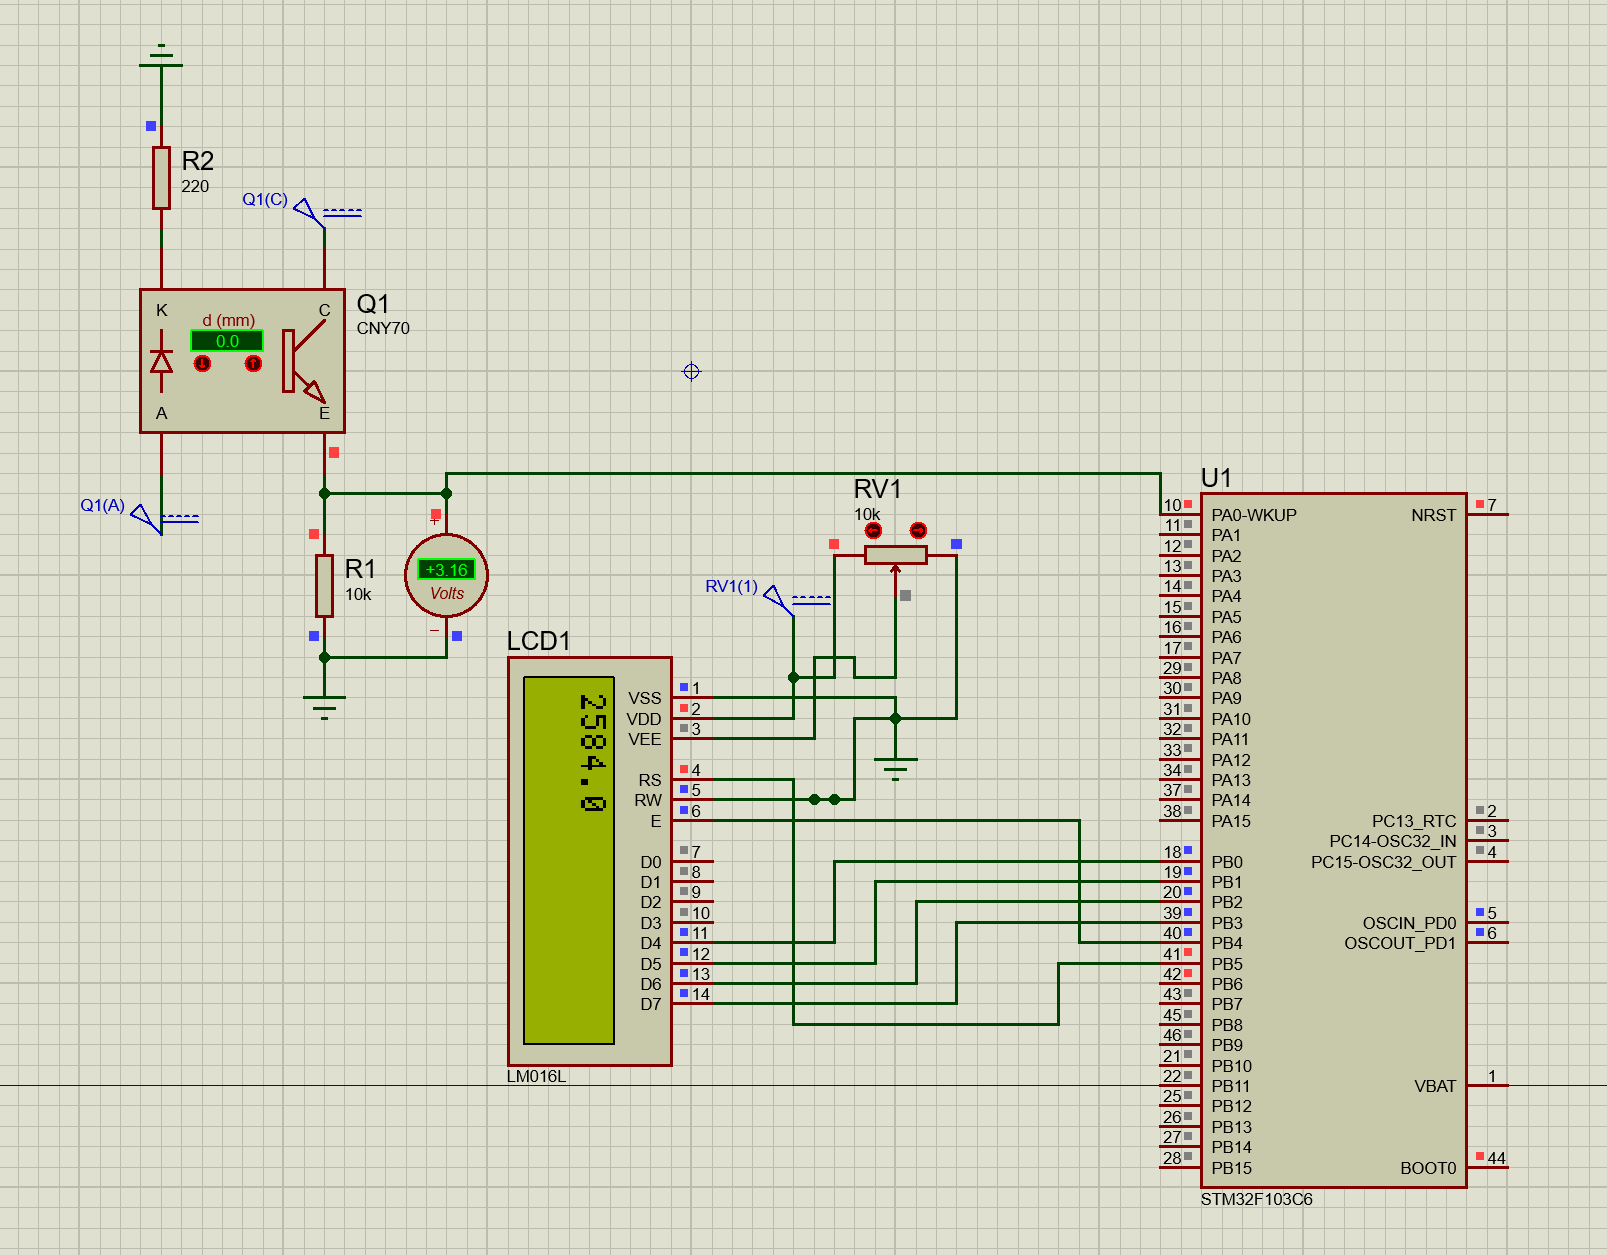 R2
220
Q1(C)
K
C
d (mm)
0.0
A
E
Q1
CNY70
Q1(A)
R1
10k
+
+3.16
Volts
−
RV1
10k
RV1(1)
LCD1
2584.0
VSS 1
VDD 2
VEE 3
RS 4
RW 5
E 6
D0 7
D1 8
D2 9
D3 10
D4 11
D5 12
D6 13
D7 14
LM016L
U1
10 PA0-WKUP
11 PA1
12 PA2
13 PA3
14 PA4
15 PA5
16 PA6
17 PA7
29 PA8
30 PA9
31 PA10
32 PA11
33 PA12
34 PA13
37 PA14
38 PA15
18 PB0
19 PB1
20 PB2
39 PB3
40 PB4
41 PB5
42 PB6
43 PB7
45 PB8
46 PB9
21 PB10
22 PB11
25 PB12
26 PB13
27 PB14
28 PB15
NRST 7
PC13_RTC 2
PC14-OSC32_IN 3
PC15-OSC32_OUT 4
OSCIN_PD0 5
OSCOUT_PD1 6
VBAT 1
BOOT0 44
STM32F103C6